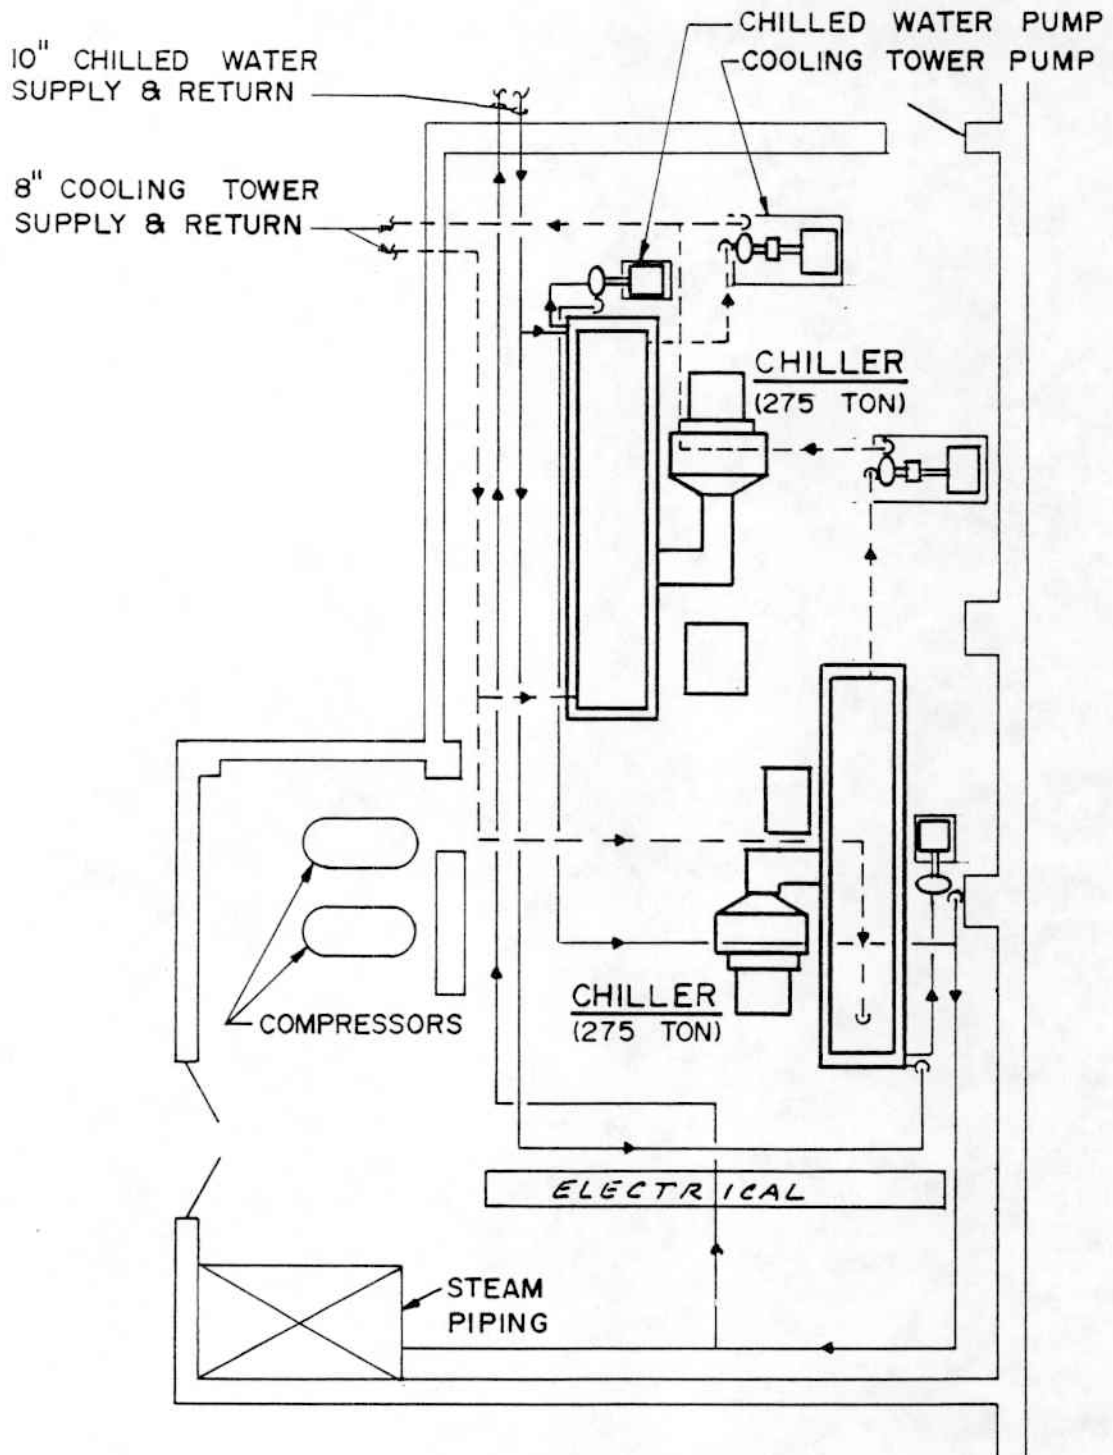 CHILLED WATER PUMP
COOLING TOWER PUMP
10" CHILLED WATER
SUPPLY & RETURN
8" COOLING TOWER
SUPPLY & RETURN
CHILLER
(275 TON)
COMPRESSORS
CHILLER
(275 TON)
ELECTRICAL
STEAM
PIPING